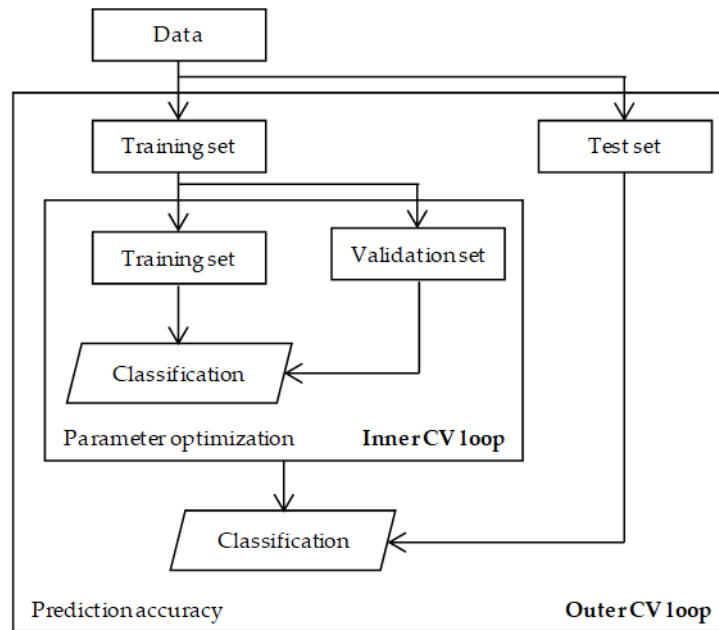 Data
Training set
Test set
Training set
Validation set
Classification
Parameter optimization
Inner CV loop
Classification
Prediction accuracy
Outer CV loop